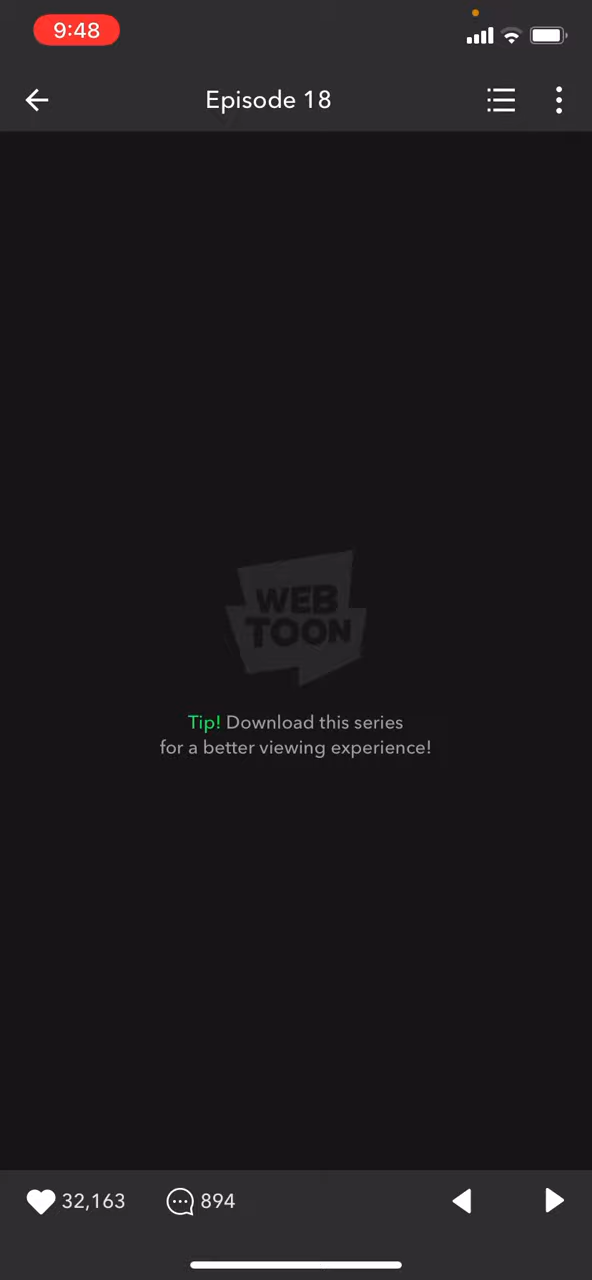 9:48
Episode 18
WEB
TOON
Tip! Download this series
for a better viewing experience!
32,163
894